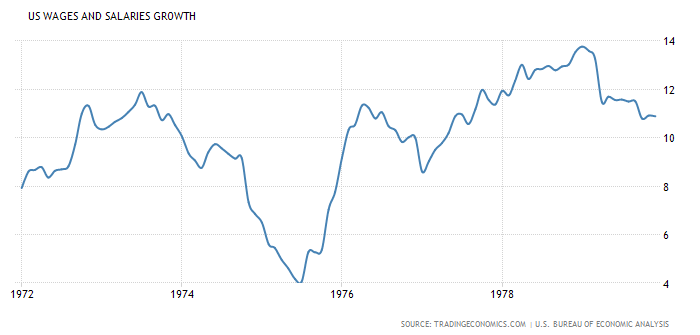 US WAGES AND SALARIES GROWTH
14
12
10
8
6
4
1972 1974 1976 1978
SOURCE: TRADINGECONOMICS.COM | U.S. BUREAU OF ECONOMIC ANALYSIS